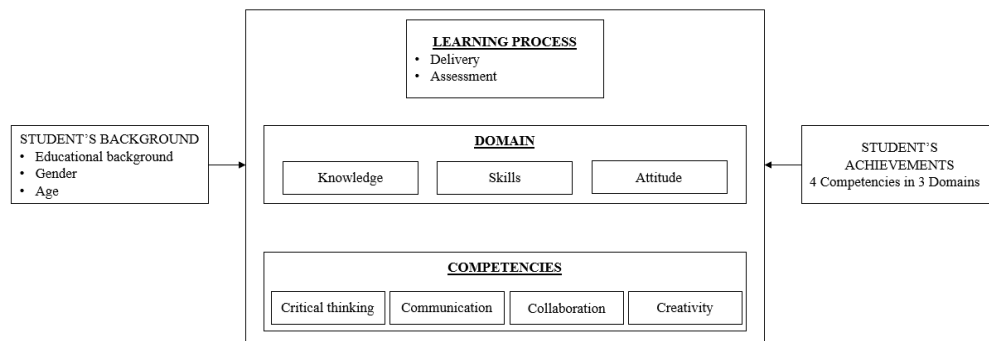 LEARNING PROCESS
• Delivery
• Assessment
STUDENT'S BACKGROUND
• Educational background
• Gender
• Age
DOMAIN
Knowledge
Skills
Attitude
STUDENT'S
ACHIEVEMENTS
4 Competencies in 3 Domains
COMPETENCIES
Critical thinking
Communication
Collaboration
Creativity